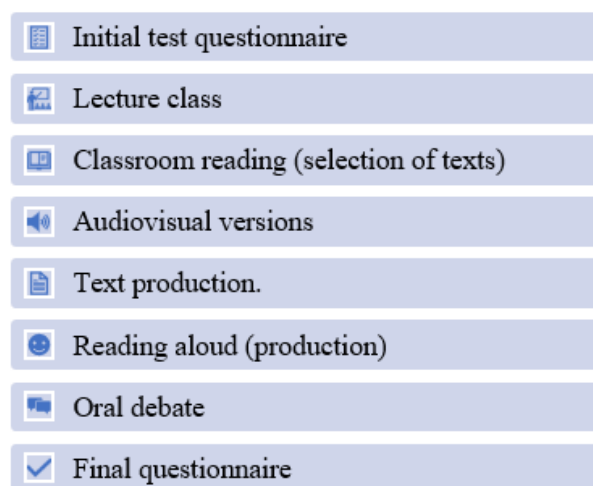 Initial test questionnaire
Lecture class
Classroom reading (selection of texts)
Audiovisual versions
Text production.
Reading aloud (production)
Oral debate
Final questionnaire